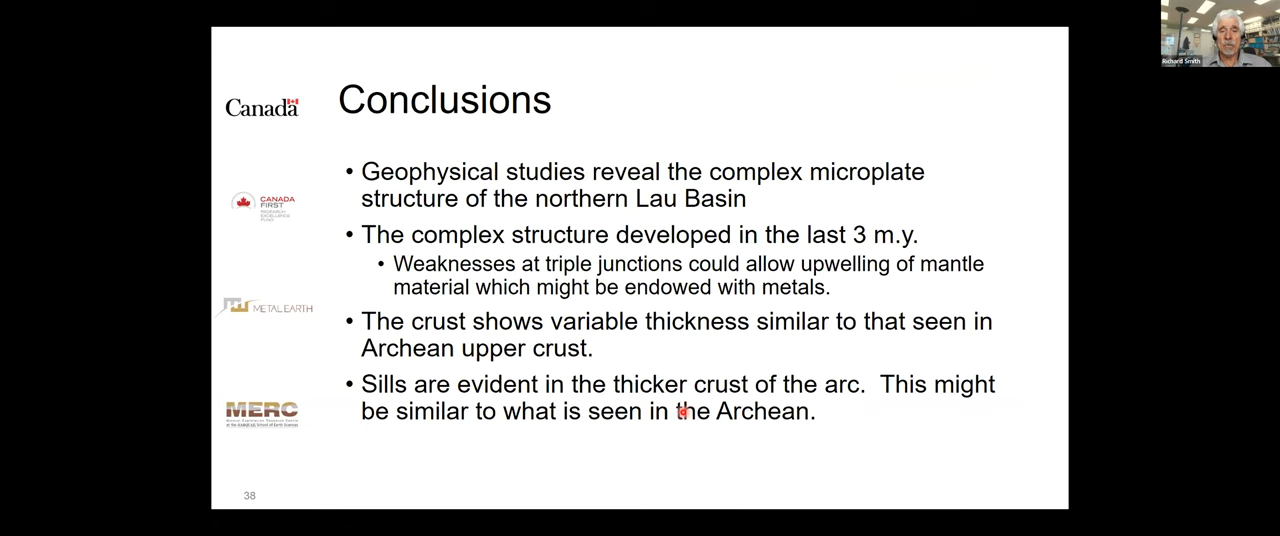 Richard Smith
Canada
Conclusions
• Geophysical studies reveal the complex microplate
structure of the northern Lau Basin
• The complex structure developed in the last 3 m.y.
• Weaknesses at triple junctions could allow upwelling of mantle
material which might be endowed with metals.
• The crust shows variable thickness similar to that seen in
Archean upper crust.
• Sills are evident in the thicker crust of the arc. This might
be similar to what is seen in the Archean.
CANADA
FIRST
RESEARCH
EXCELLENCE
FUND
METAL EARTH
MERC
38